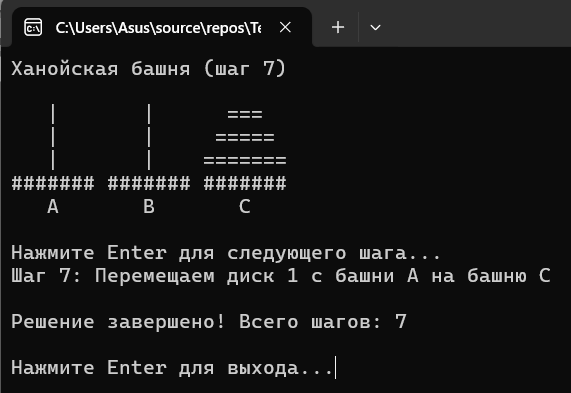 C:\Users\Asus\source\repos\Te
Ханойская башня (шаг 7)
   |       |      ===
   |       |     =====
   |       |    =======
####### ####### #######
   A       B       C
Нажмите Enter для следующего шага...
Шаг 7: Перемещаем диск 1 с башни A на башню C
Решение завершено! Всего шагов: 7
Нажмите Enter для выхода...